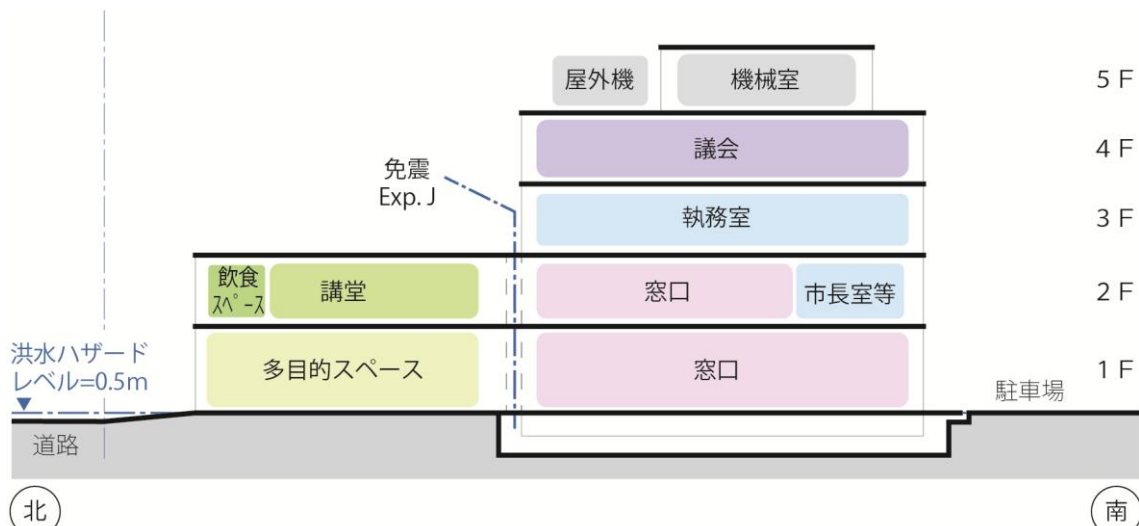 屋外機
機械室
5 F
議会
4 F
免震
Exp. J
執務室
3 F
飲食
スペース
講堂
窓口
市長室等
2 F
洪水ハザード
レベル=0.5m
多目的スペース
窓口
1 F
駐車場
道路
北
南